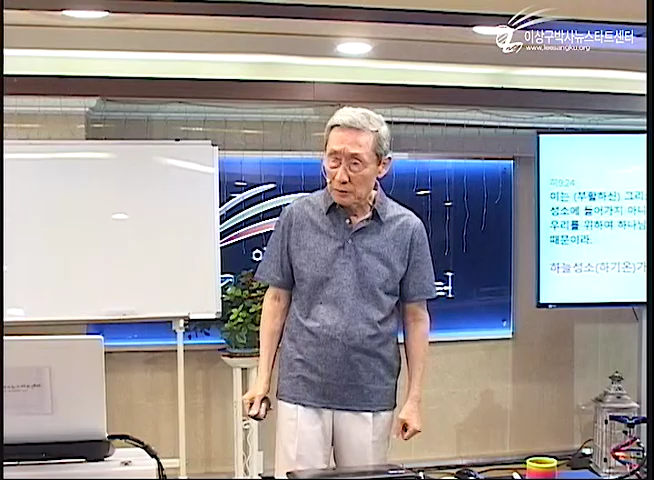 이상구박사뉴스타트센터
www.leesangku.org
히9:24
이는 (부활하신) 그리
성소에 들어가지 아니
우리를 위하여 하나님
때문이라.
하늘성소(하기온)가